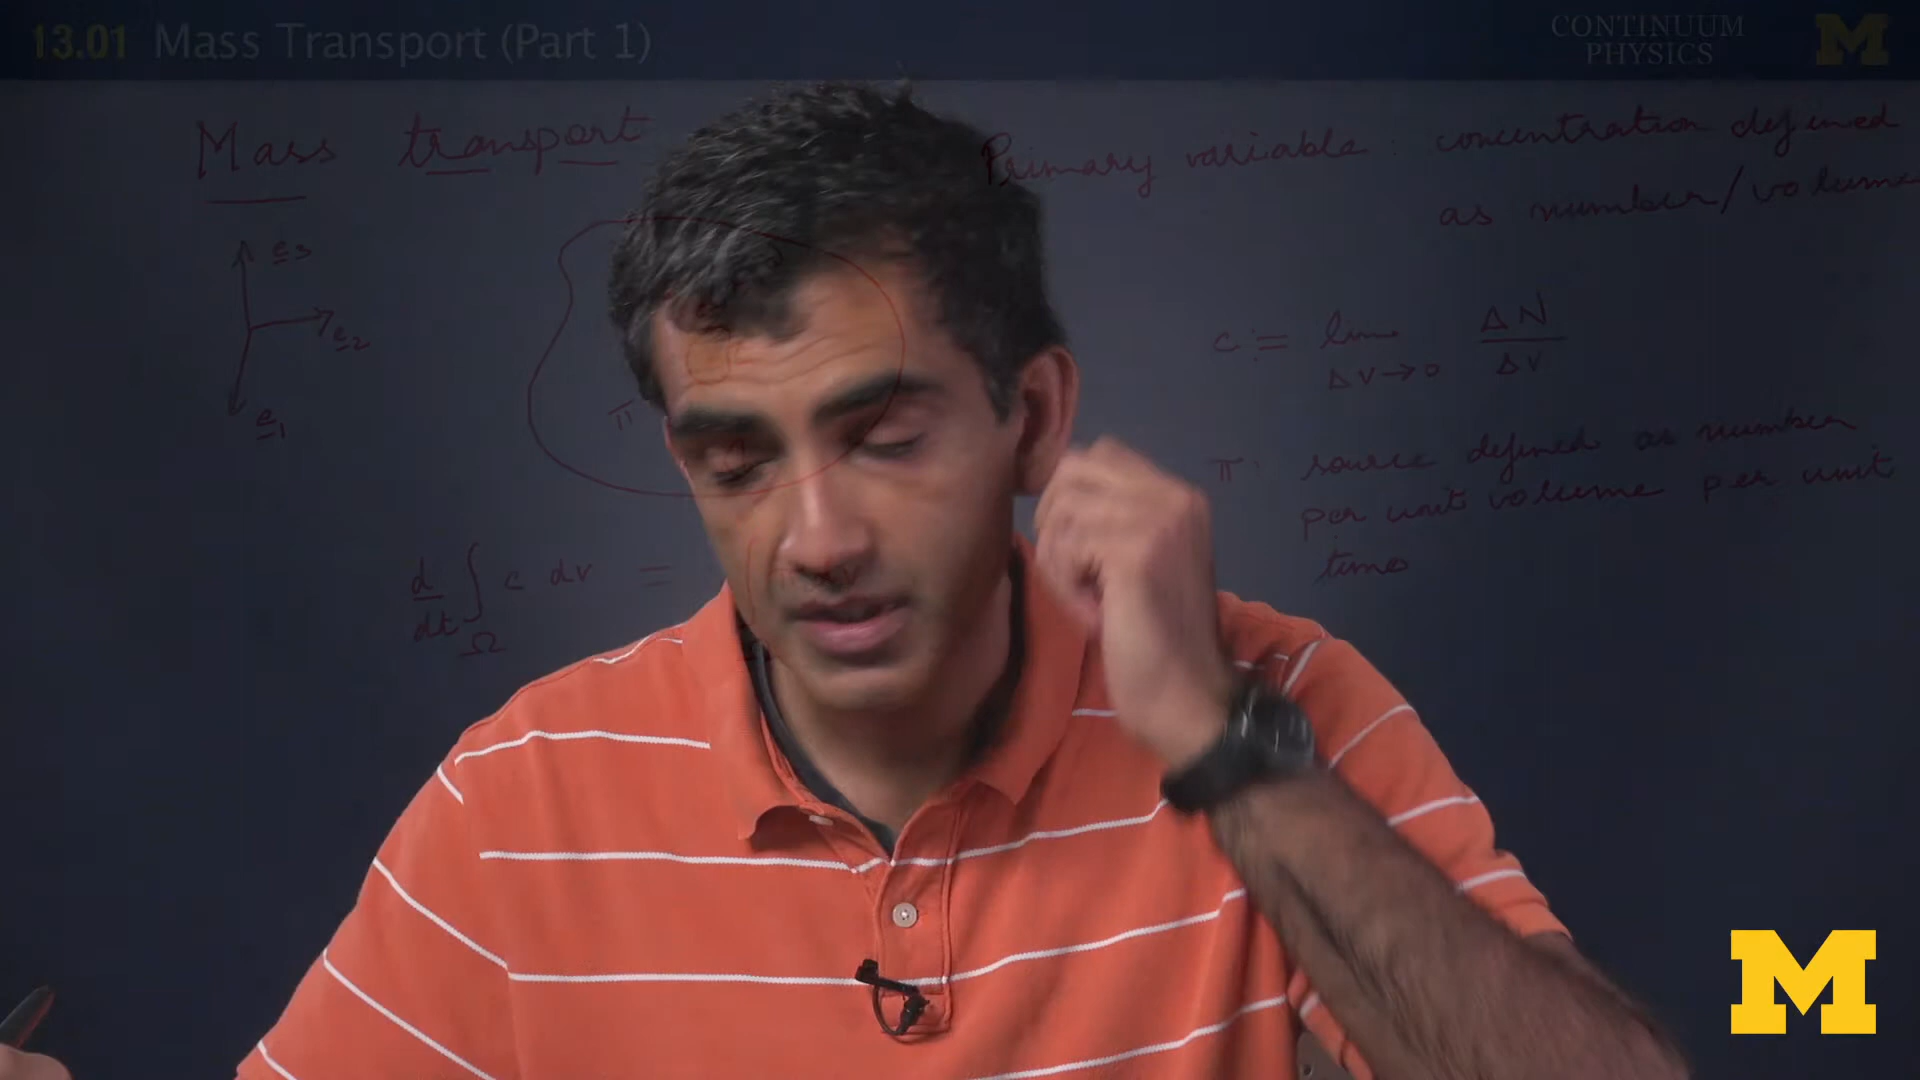 13.01 Mass Transport (Part 1)
CONTINUUM
PHYSICS
M
Mass transport
Primary variable : concentration defined
as number/volume
e3
e2
e1
π
c := lim ΔN
ΔV→0 ΔV
π: source defined as number
per unit volume per unit
time
d
dt ∫ c dv =
Ω
M